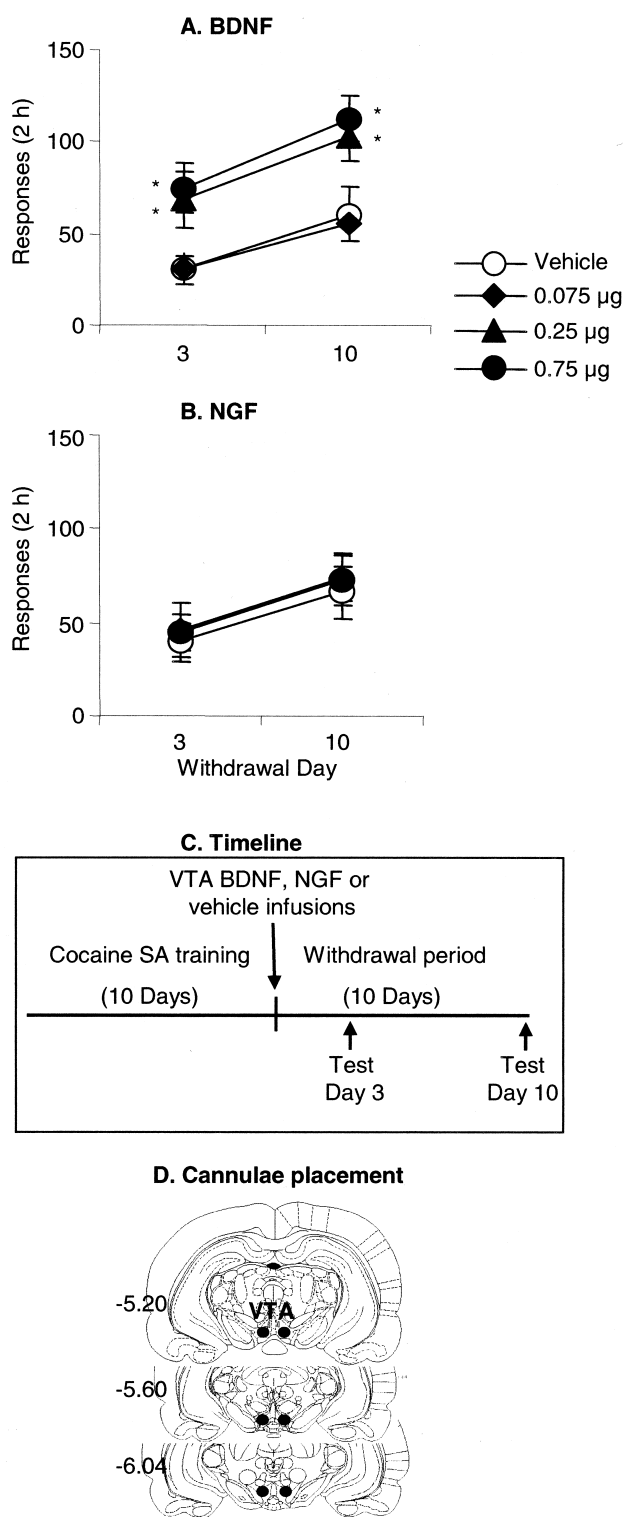 A. BDNF
150
100
50
0
Responses (2 h)
*
*
*
*
3
10
Vehicle
0.075 µg
0.25 µg
0.75 µg
B. NGF
150
100
50
0
Responses (2 h)
3
10
Withdrawal Day
C. Timeline
VTA BDNF, NGF or
vehicle infusions
Cocaine SA training
Withdrawal period
(10 Days)
(10 Days)
Test
Day 3
Test
Day 10
D. Cannulae placement
-5.20
VTA
-5.60
-6.04